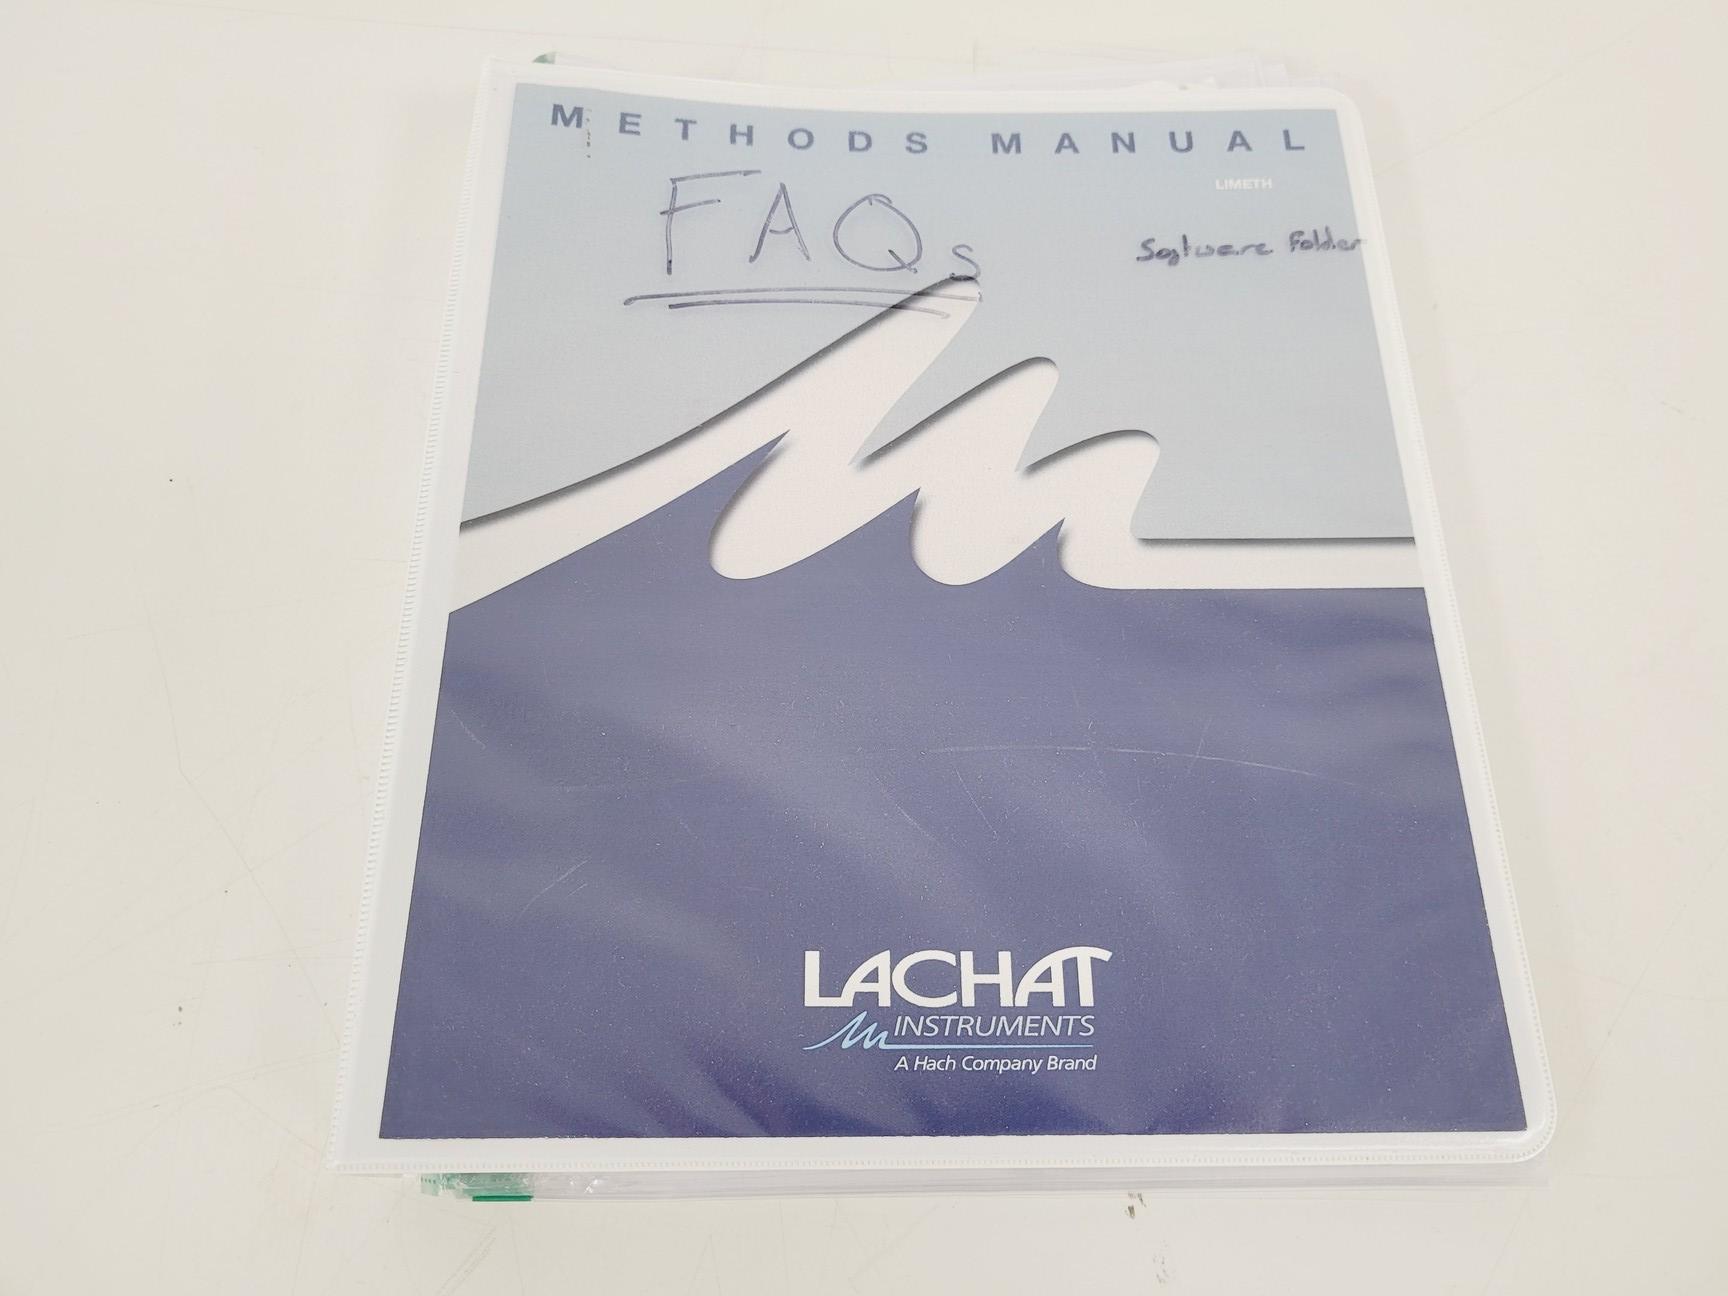 METHODS MANUAL
LIMETH
FAQs
Software Folder
LACHAT
INSTRUMENTS
A Hach Company Brand